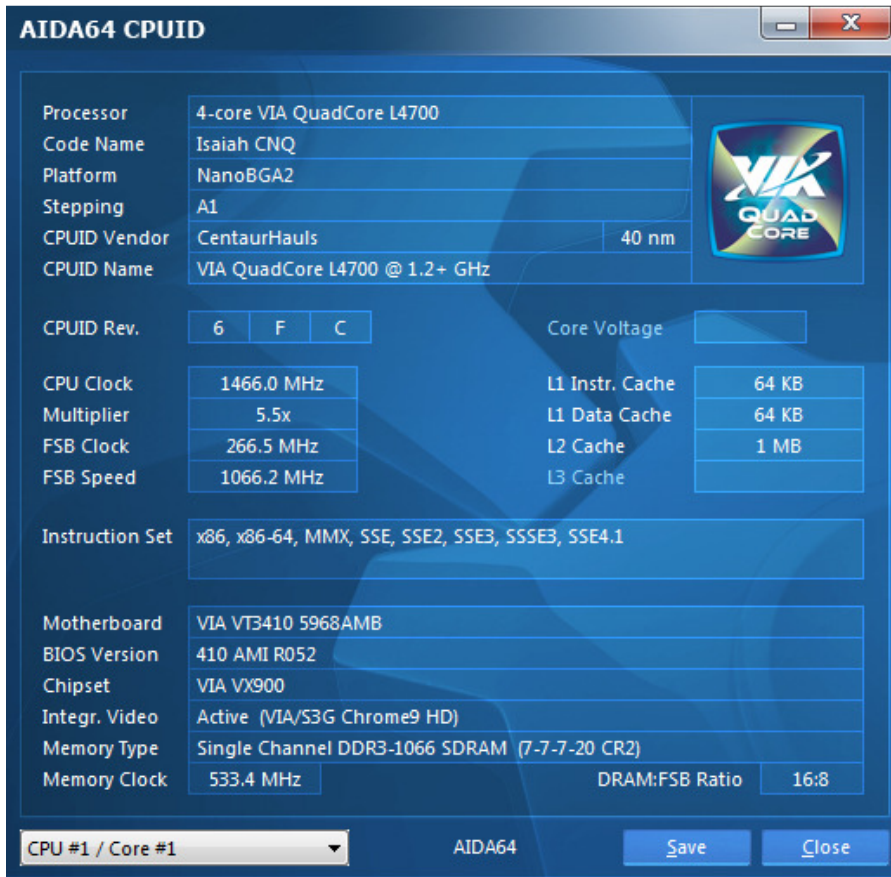 AIDA64 CPUID
Processor 4-core VIA QuadCore L4700
Code Name Isaiah CNQ
Platform NanoBGA2
Stepping A1
CPUID Vendor CentaurHauls 40 nm
CPUID Name VIA QuadCore L4700 @ 1.2+ GHz
VIA
QUAD
CORE
CPUID Rev. 6 F C Core Voltage
CPU Clock 1466.0 MHz L1 Instr. Cache 64 KB
Multiplier 5.5x L1 Data Cache 64 KB
FSB Clock 266.5 MHz L2 Cache 1 MB
FSB Speed 1066.2 MHz L3 Cache
Instruction Set x86, x86-64, MMX, SSE, SSE2, SSE3, SSSE3, SSE4.1
Motherboard VIA VT3410 5968AMB
BIOS Version 410 AMI R052
Chipset VIA VX900
Integr. Video Active (VIA/S3G Chrome9 HD)
Memory Type Single Channel DDR3-1066 SDRAM (7-7-7-20 CR2)
Memory Clock 533.4 MHz DRAM:FSB Ratio 16:8
CPU #1 / Core #1 AIDA64 Save Close